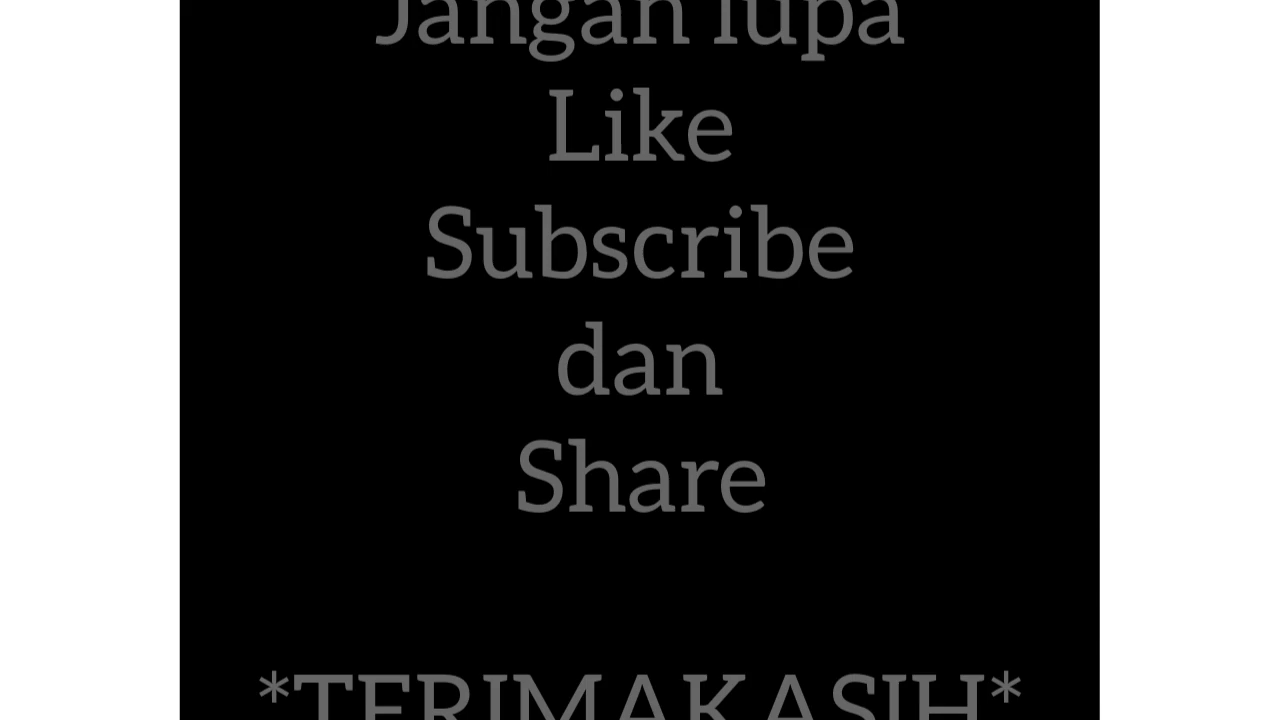 Jangan lupa
Like
Subscribe
dan
Share
*TERIMAKASIH*